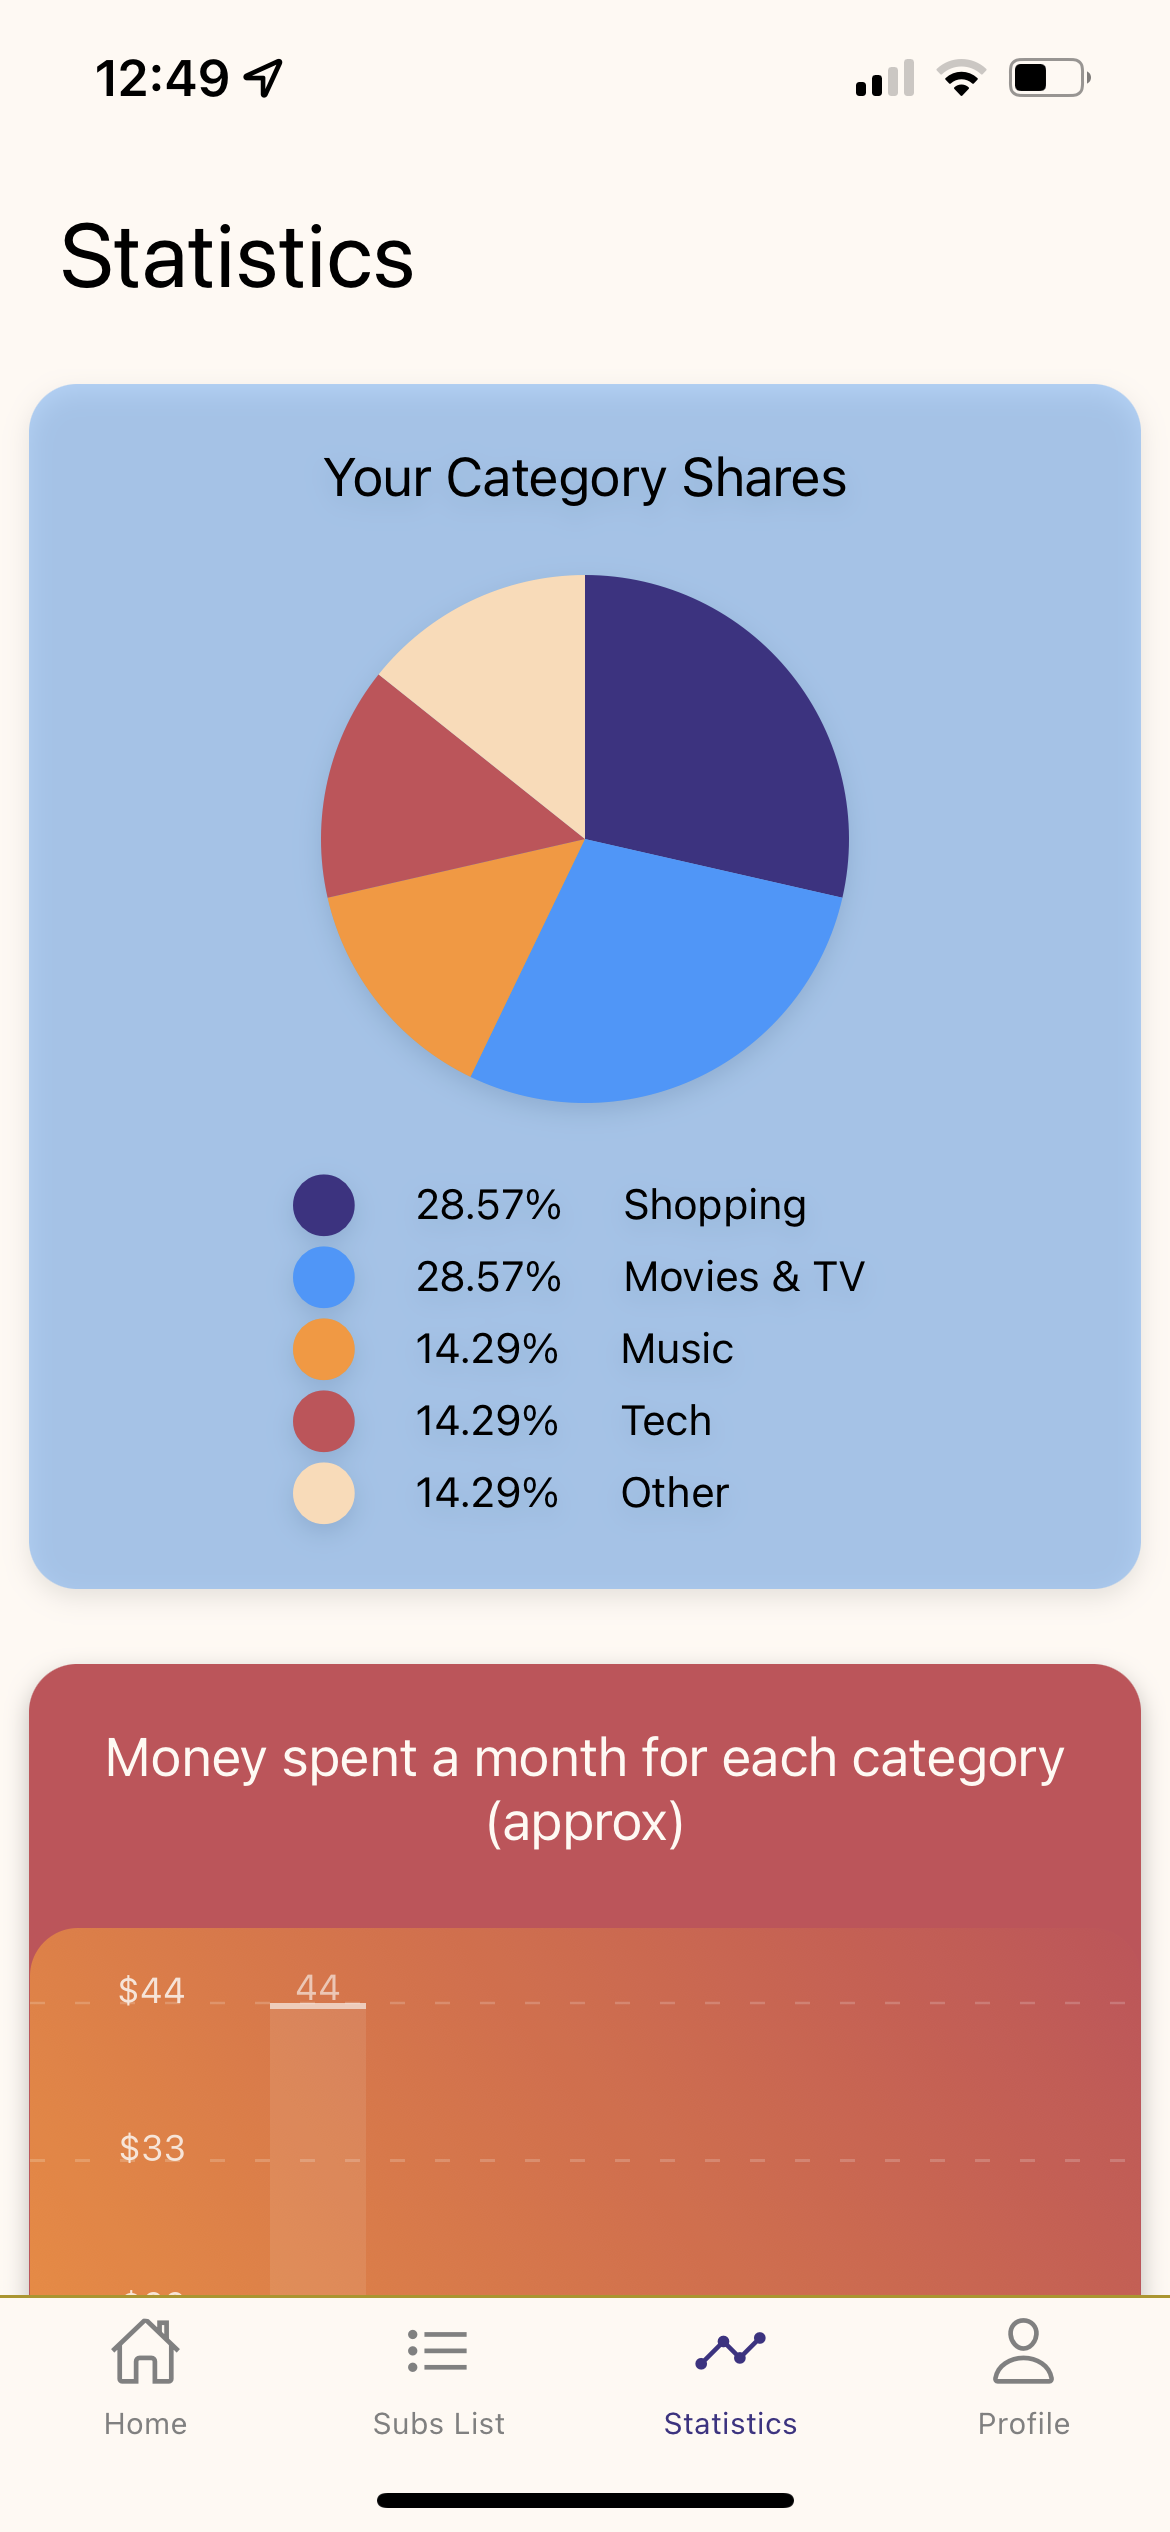 12:49
Statistics
Your Category Shares
28.57% Shopping
28.57% Movies & TV
14.29% Music
14.29% Tech
14.29% Other
Money spent a month for each category
(approx)
$44 44
$33
Home Subs List Statistics Profile